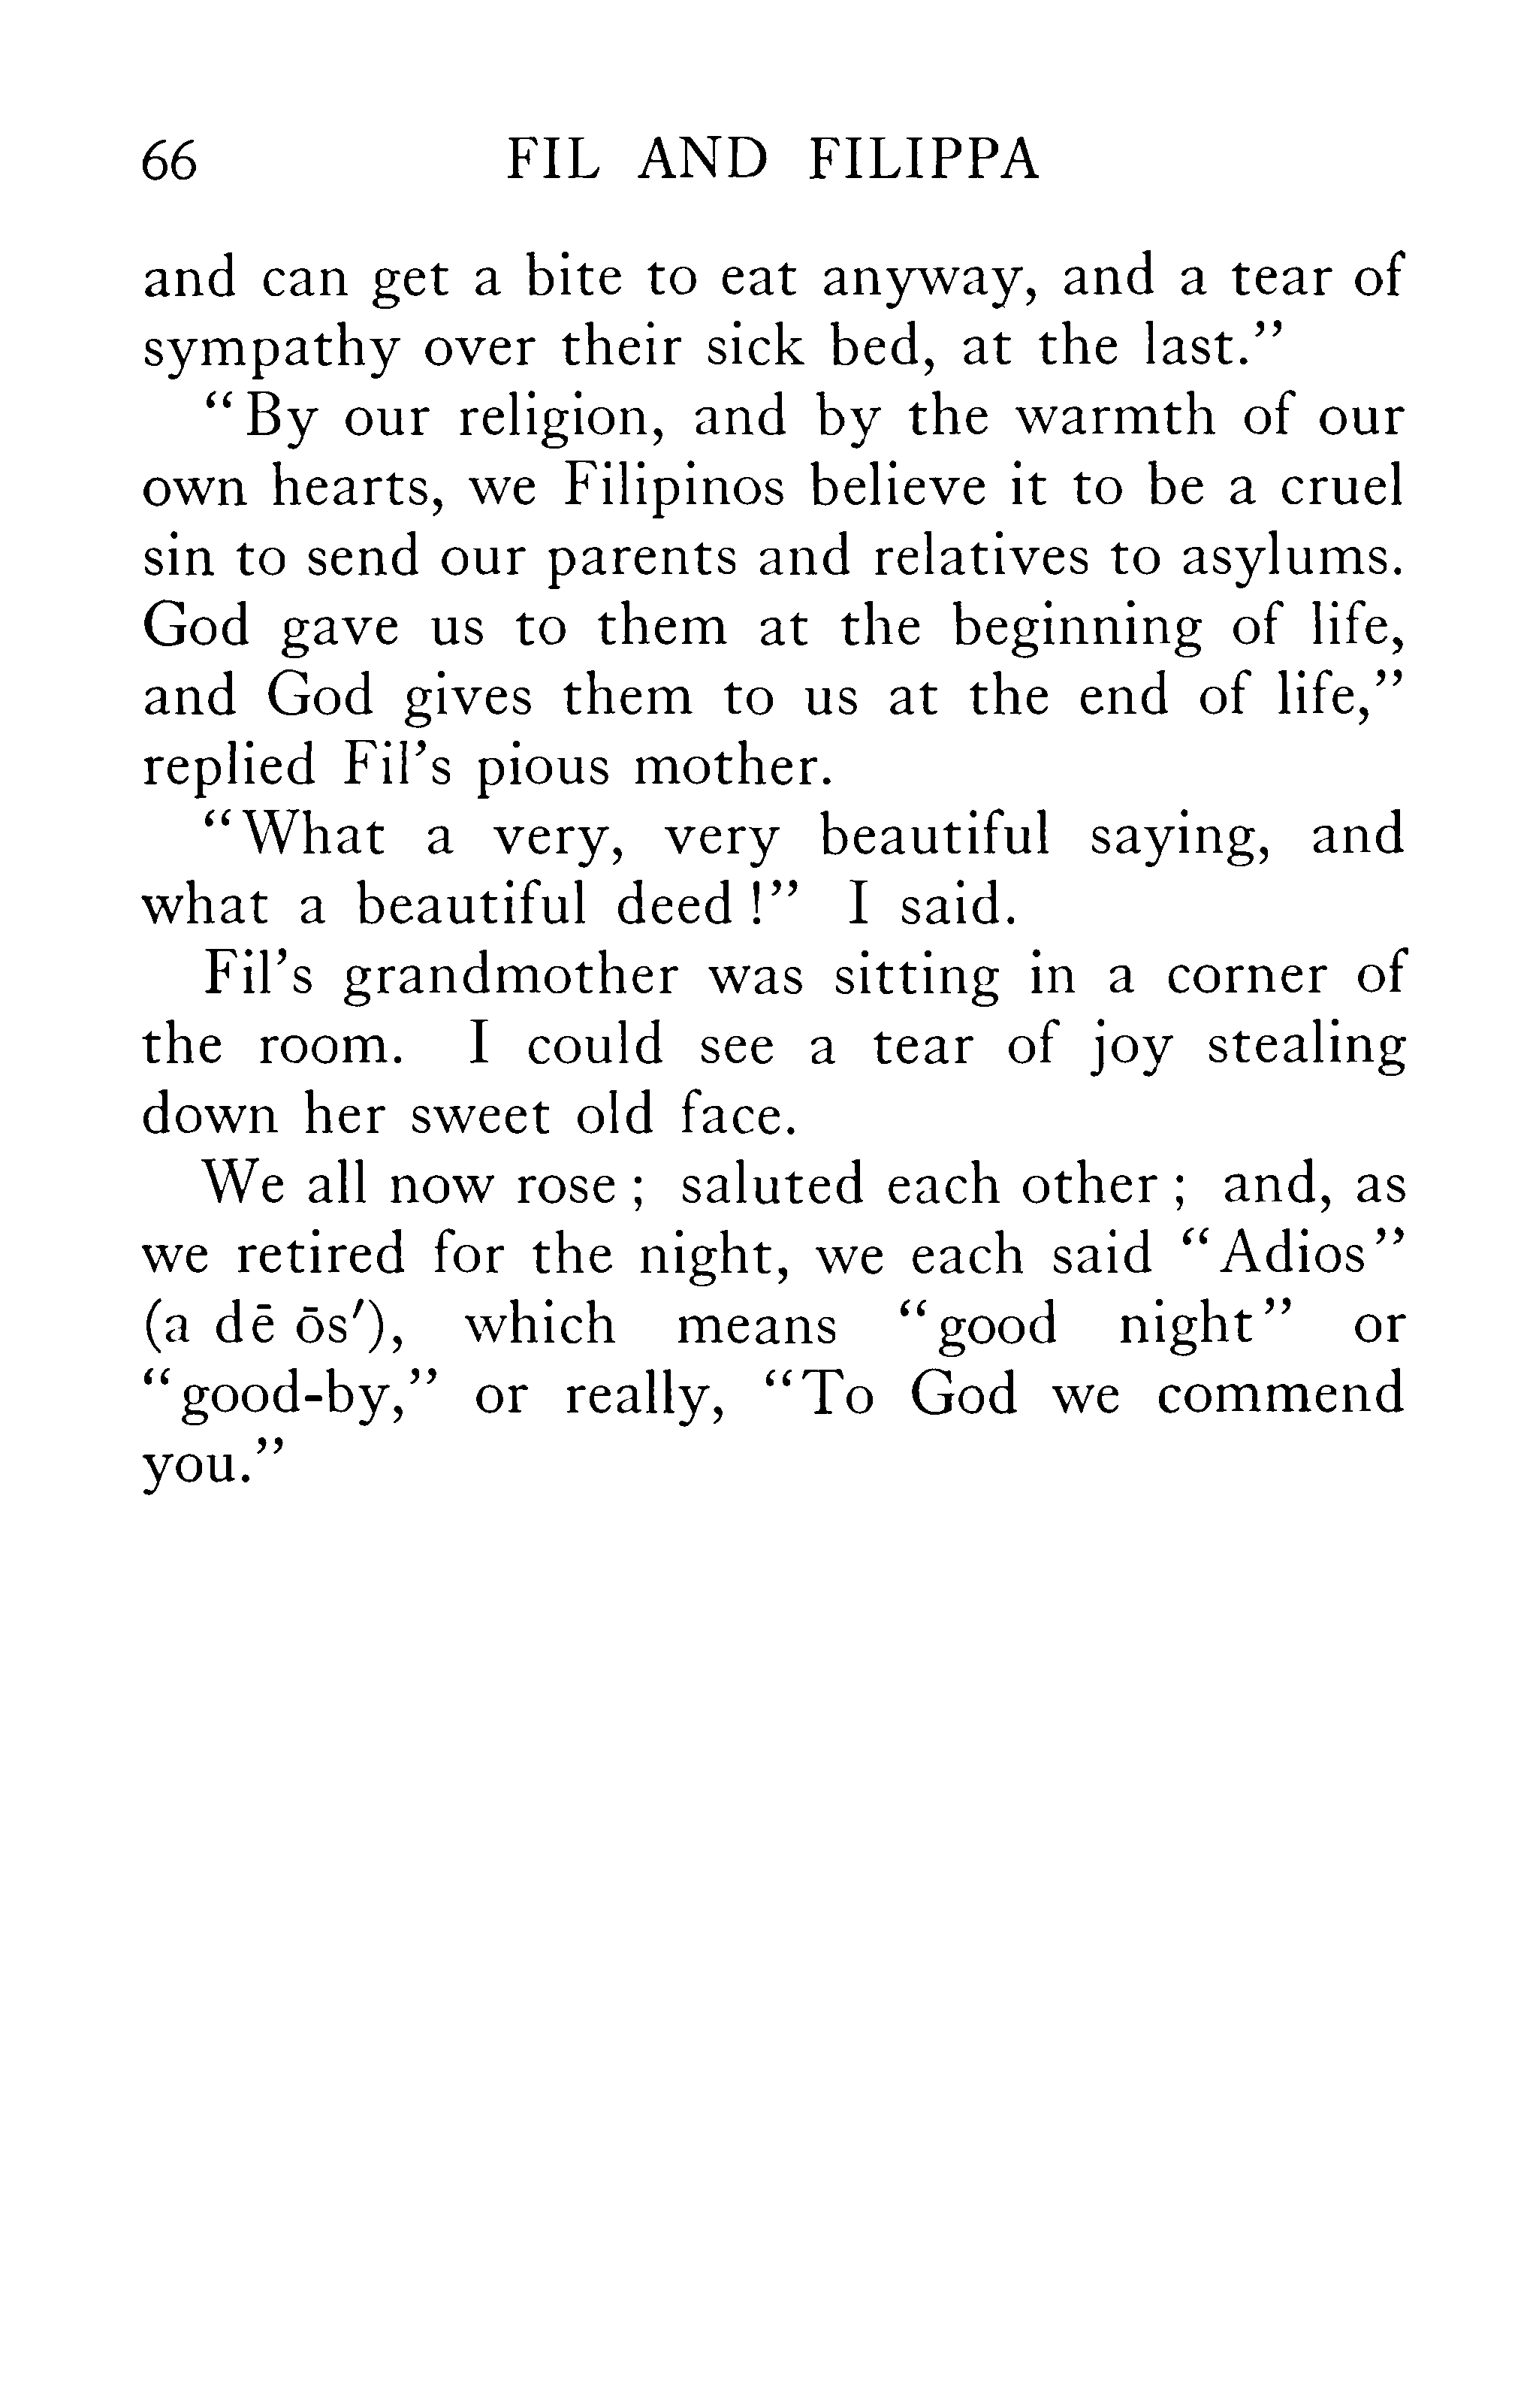 66 FIL AND FILIPPA
and can get a bite to eat anyway, and a tear of
sympathy over their sick bed, at the last.”
“By our religion, and by the warmth of our
own hearts, we Filipinos believe it to be a cruel
sin to send our parents and relatives to asylums.
God gave us to them at the beginning of life,
and God gives them to us at the end of life,”
replied Fil’s pious mother.
“What a very, very beautiful saying, and
what a beautiful deed!” I said.
Fil’s grandmother was sitting in a corner of
the room. I could see a tear of joy stealing
down her sweet old face.
We all now rose; saluted each other; and, as
we retired for the night, we each said “Adios”
(a dē ōs′), which means “good night” or
“good-by,” or really, “To God we commend
you.”